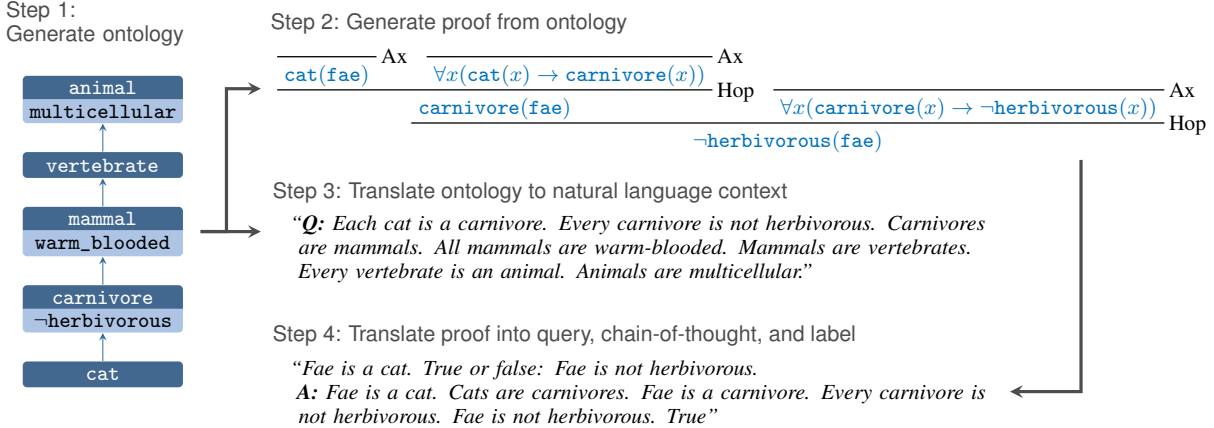 Step 1:
Generate ontology
animal
multicellular
vertebrate
mammal
warm_blooded
carnivore
¬herbivorous
cat
Step 2: Generate proof from ontology
Ax
Ax
cat(fae)
∀x(cat(x) → carnivore(x))
Hop
Ax
carnivore(fae)
∀x(carnivore(x) → ¬herbivorous(x))
Hop
¬herbivorous(fae)
Step 3: Translate ontology to natural language context
“Q: Each cat is a carnivore. Every carnivore is not herbivorous. Carnivores
are mammals. All mammals are warm-blooded. Mammals are vertebrates.
Every vertebrate is an animal. Animals are multicellular.”
Step 4: Translate proof into query, chain-of-thought, and label
“Fae is a cat. True or false: Fae is not herbivorous.
A: Fae is a cat. Cats are carnivores. Fae is a carnivore. Every carnivore is
not herbivorous. Fae is not herbivorous. True”